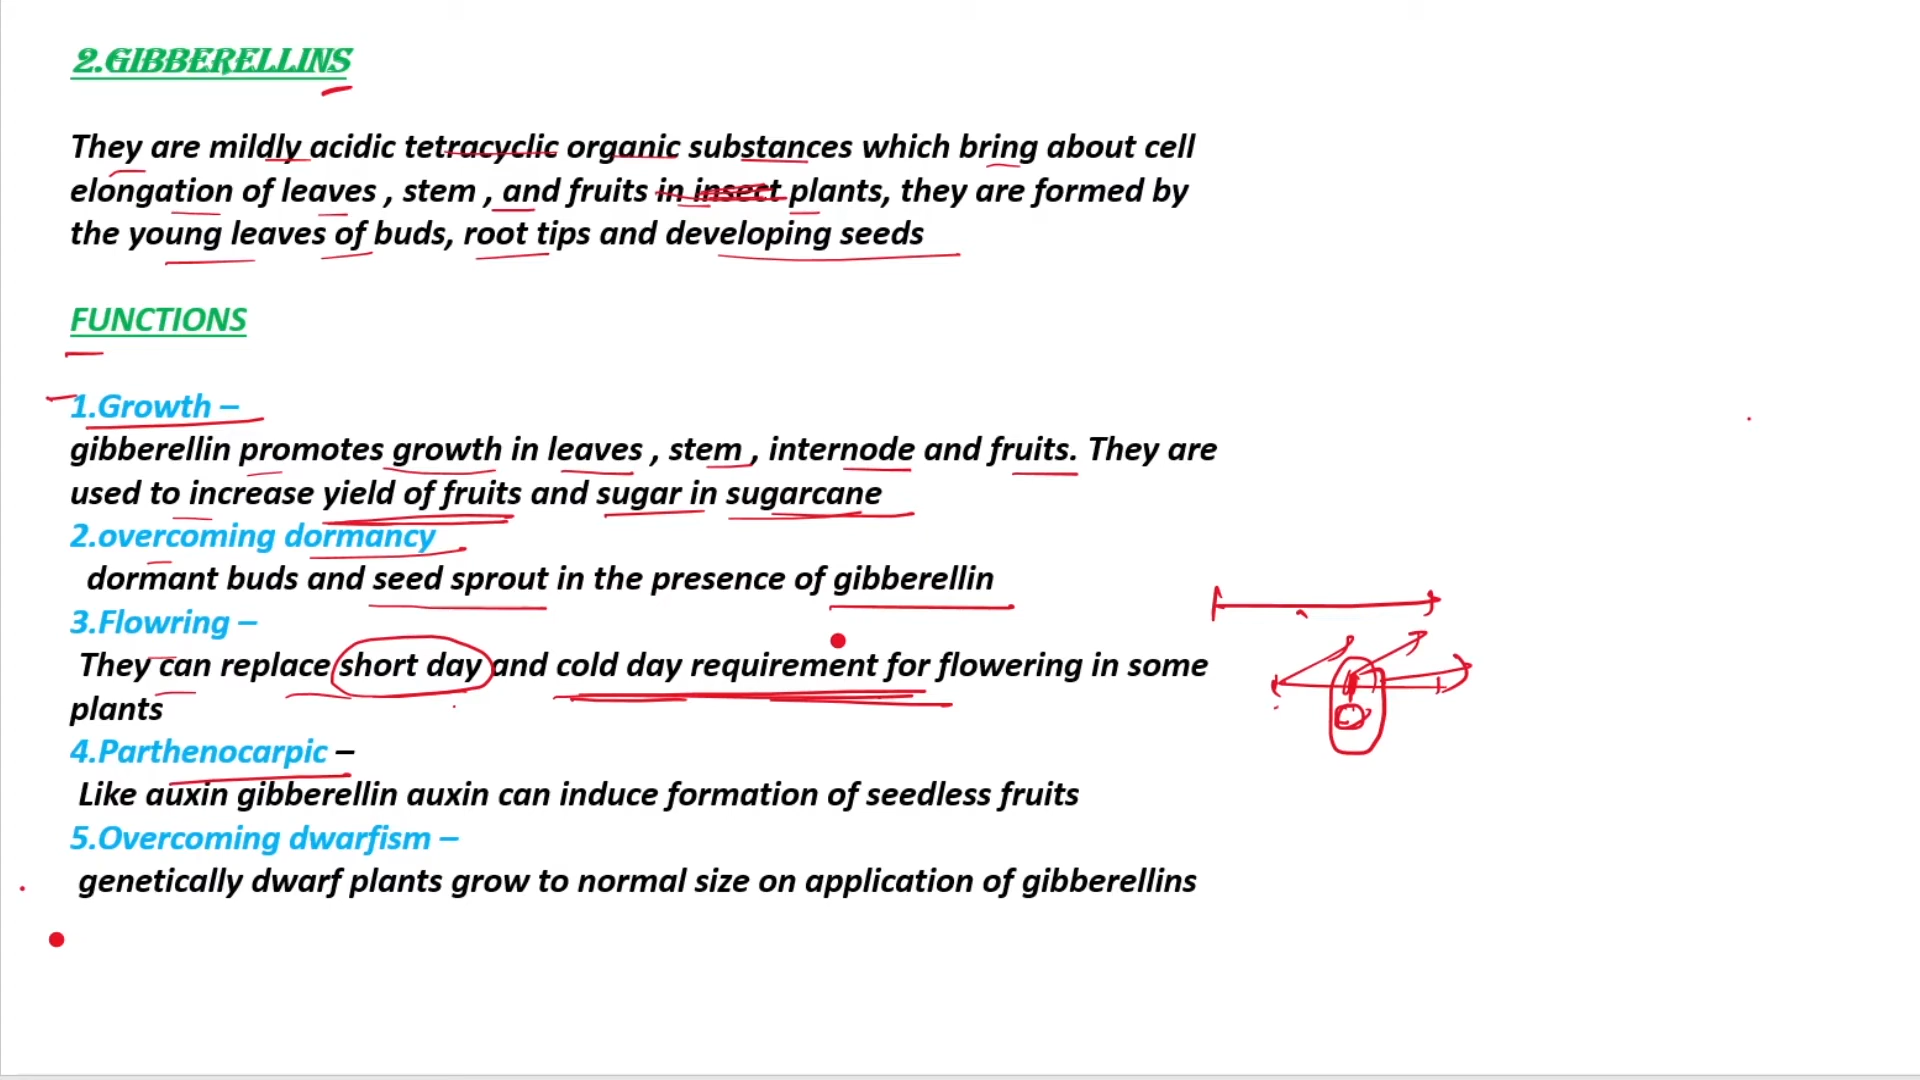 2.GIBBERELLINS
They are mildly acidic tetracyclic organic substances which bring about cell
elongation of leaves , stem , and fruits in insect plants, they are formed by
the young leaves of buds, root tips and developing seeds
FUNCTIONS
1.Growth –
gibberellin promotes growth in leaves , stem , internode and fruits. They are
used to increase yield of fruits and sugar in sugarcane
2.overcoming dormancy
dormant buds and seed sprout in the presence of gibberellin
3.Flowring –
They can replace short day and cold day requirement for flowering in some
plants
4.Parthenocarpic –
Like auxin gibberellin auxin can induce formation of seedless fruits
5.Overcoming dwarfism –
genetically dwarf plants grow to normal size on application of gibberellins